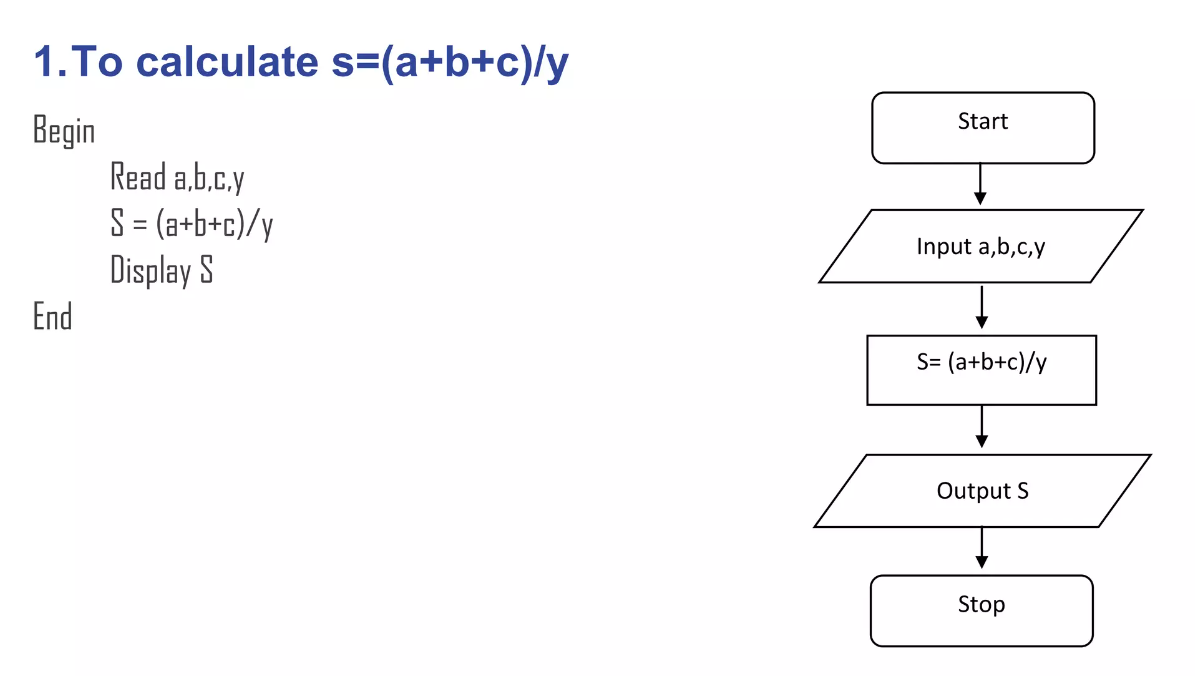 1.To calculate s=(a+b+c)/y
Begin
Read a,b,c,y
S = (a+b+c)/y
Display S
End
Start
Input a,b,c,y
S= (a+b+c)/y
Output S
Stop